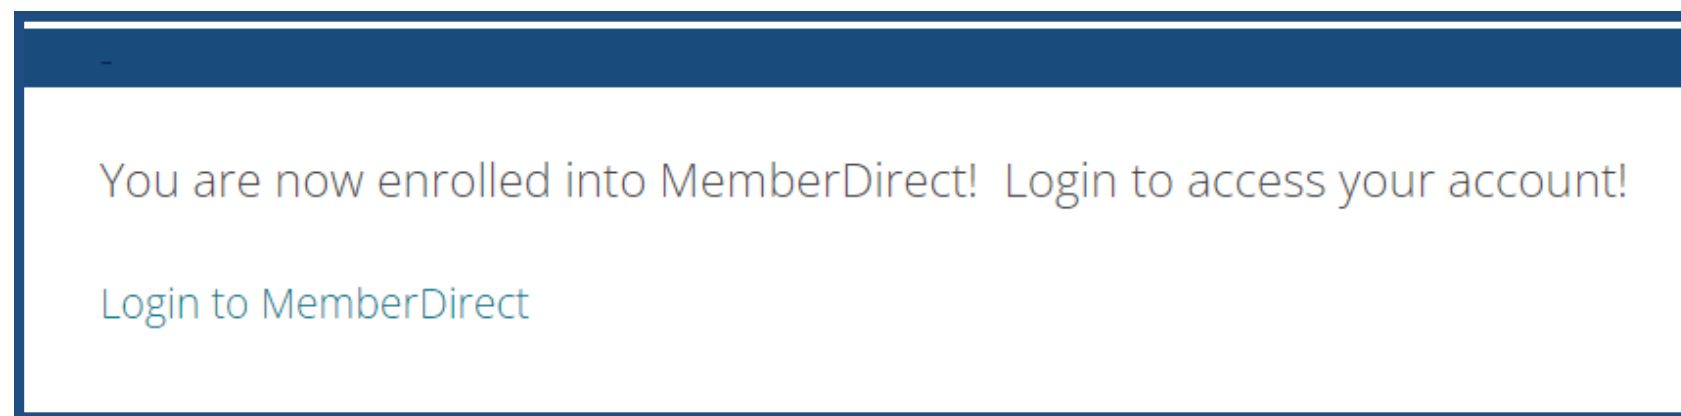 -
You are now enrolled into MemberDirect!  Login to access your account!
Login to MemberDirect